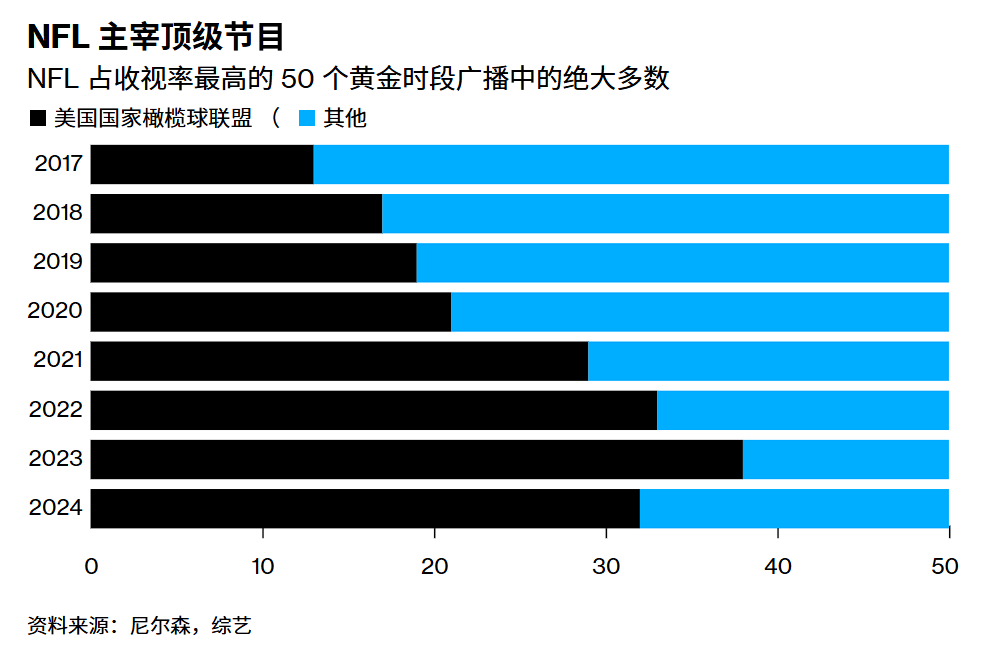 NFL 主宰顶级节目
NFL 占收视率最高的 50 个黄金时段广播中的绝大多数
美国国家橄榄球联盟 （ 其他
2017
2018
2019
2020
2021
2022
2023
2024
0 10 20 30 40 50
资料来源：尼尔森，综艺